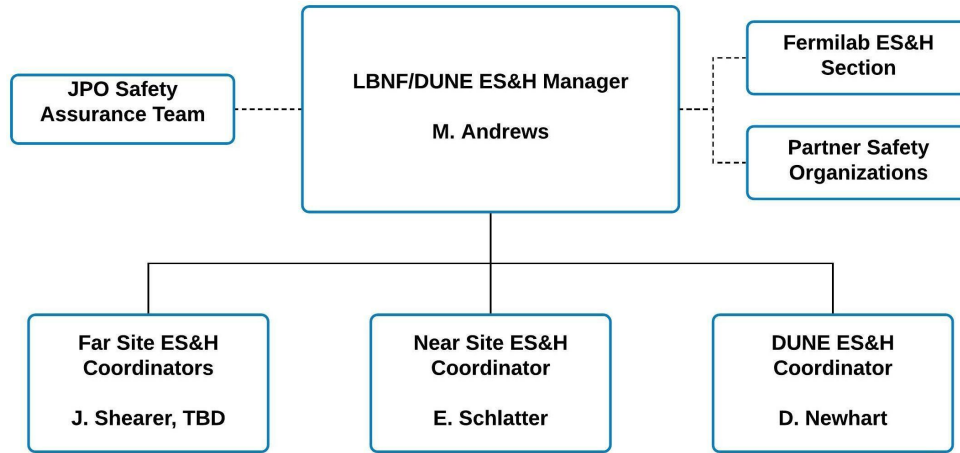 Fermilab ES&H
Section
LBNF/DUNE ES&H Manager
M. Andrews
JPO Safety
Assurance Team
Partner Safety
Organizations
Far Site ES&H
Coordinators
J. Shearer, TBD
Near Site ES&H
Coordinator
E. Schlatter
DUNE ES&H
Coordinator
D. Newhart